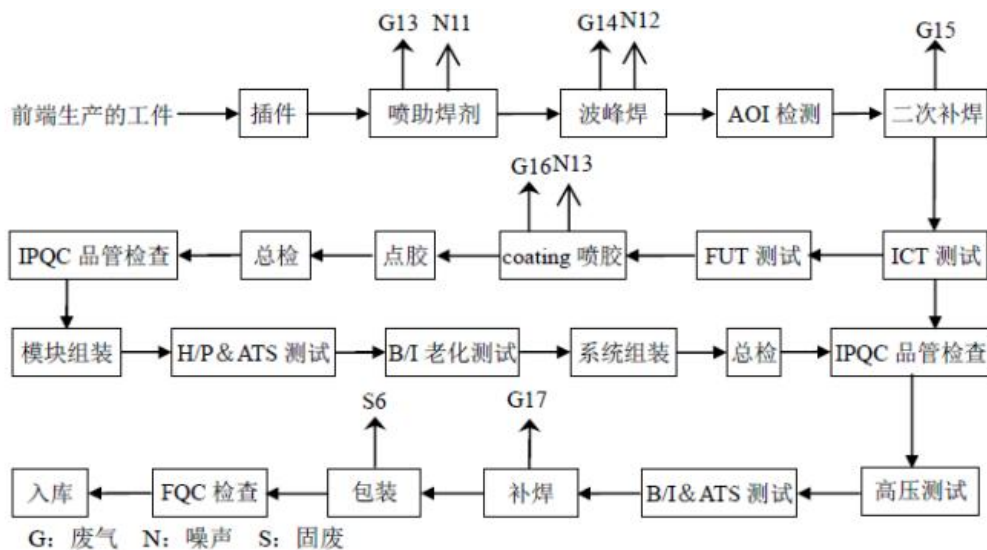 G13 N11 G14 N12 G15
前端生产的工件 插件 喷助焊剂 波峰焊 AOI 检测 二次补焊
G16 N13
IPQC 品管检查 总检 点胶 coating 喷胶 FUT 测试 ICT 测试
模块组装 H/P＆ATS 测试 B/I 老化测试 系统组装 总检 IPQC 品管检查
S6 G17
入库 FQC 检查 包装 补焊 B/I＆ATS 测试 高压测试
G：废气 N：噪声 S：固废